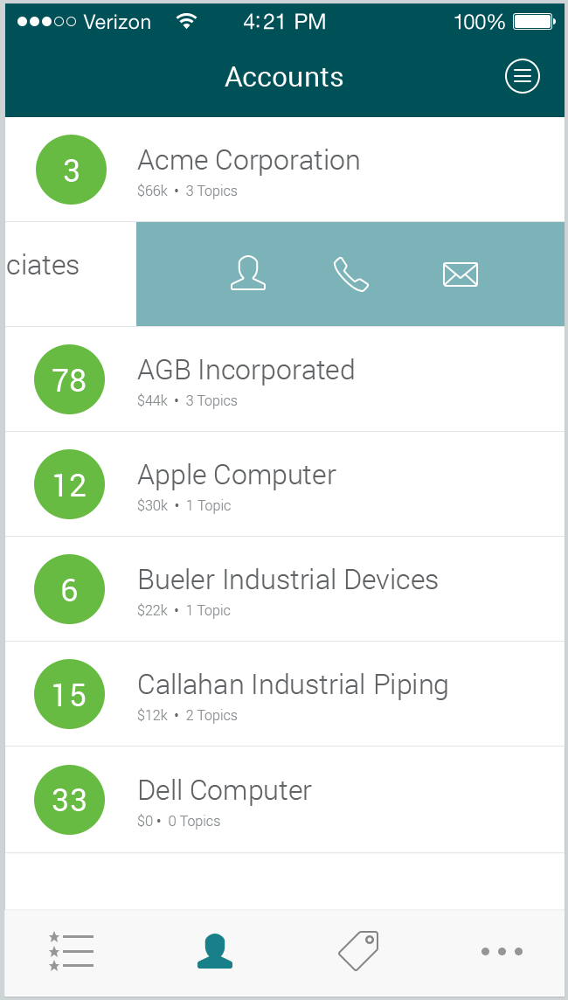 Verizon 4:21 PM 100%
Accounts
3
Acme Corporation
$66k • 3 Topics
ciates
78
AGB Incorporated
$44k • 3 Topics
12
Apple Computer
$30k • 1 Topic
6
Bueler Industrial Devices
$22k • 1 Topic
15
Callahan Industrial Piping
$12k • 2 Topics
33
Dell Computer
$0 • 0 Topics